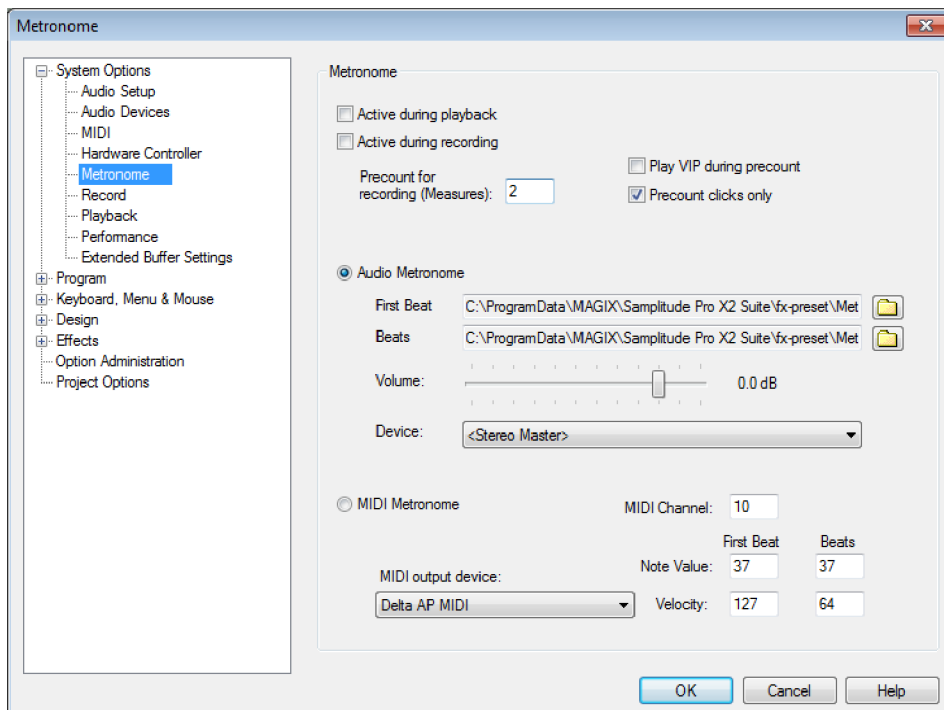 Metronome
System Options
Audio Setup
Audio Devices
MIDI
Hardware Controller
Metronome
Record
Playback
Performance
Extended Buffer Settings
Program
Keyboard, Menu & Mouse
Design
Effects
Option Administration
Project Options
Metronome
Active during playback
Active during recording
Precount for
recording (Measures): 2
Play VIP during precount
Precount clicks only
Audio Metronome
First Beat C:\ProgramData\MAGIX\Samplitude Pro X2 Suite\fx-preset\Met
Beats C:\ProgramData\MAGIX\Samplitude Pro X2 Suite\fx-preset\Met
Volume: 0.0 dB
Device: <Stereo Master>
MIDI Metronome
MIDI Channel: 10
First Beat Beats
Note Value: 37 37
MIDI output device:
Delta AP MIDI
Velocity: 127 64
OK Cancel Help